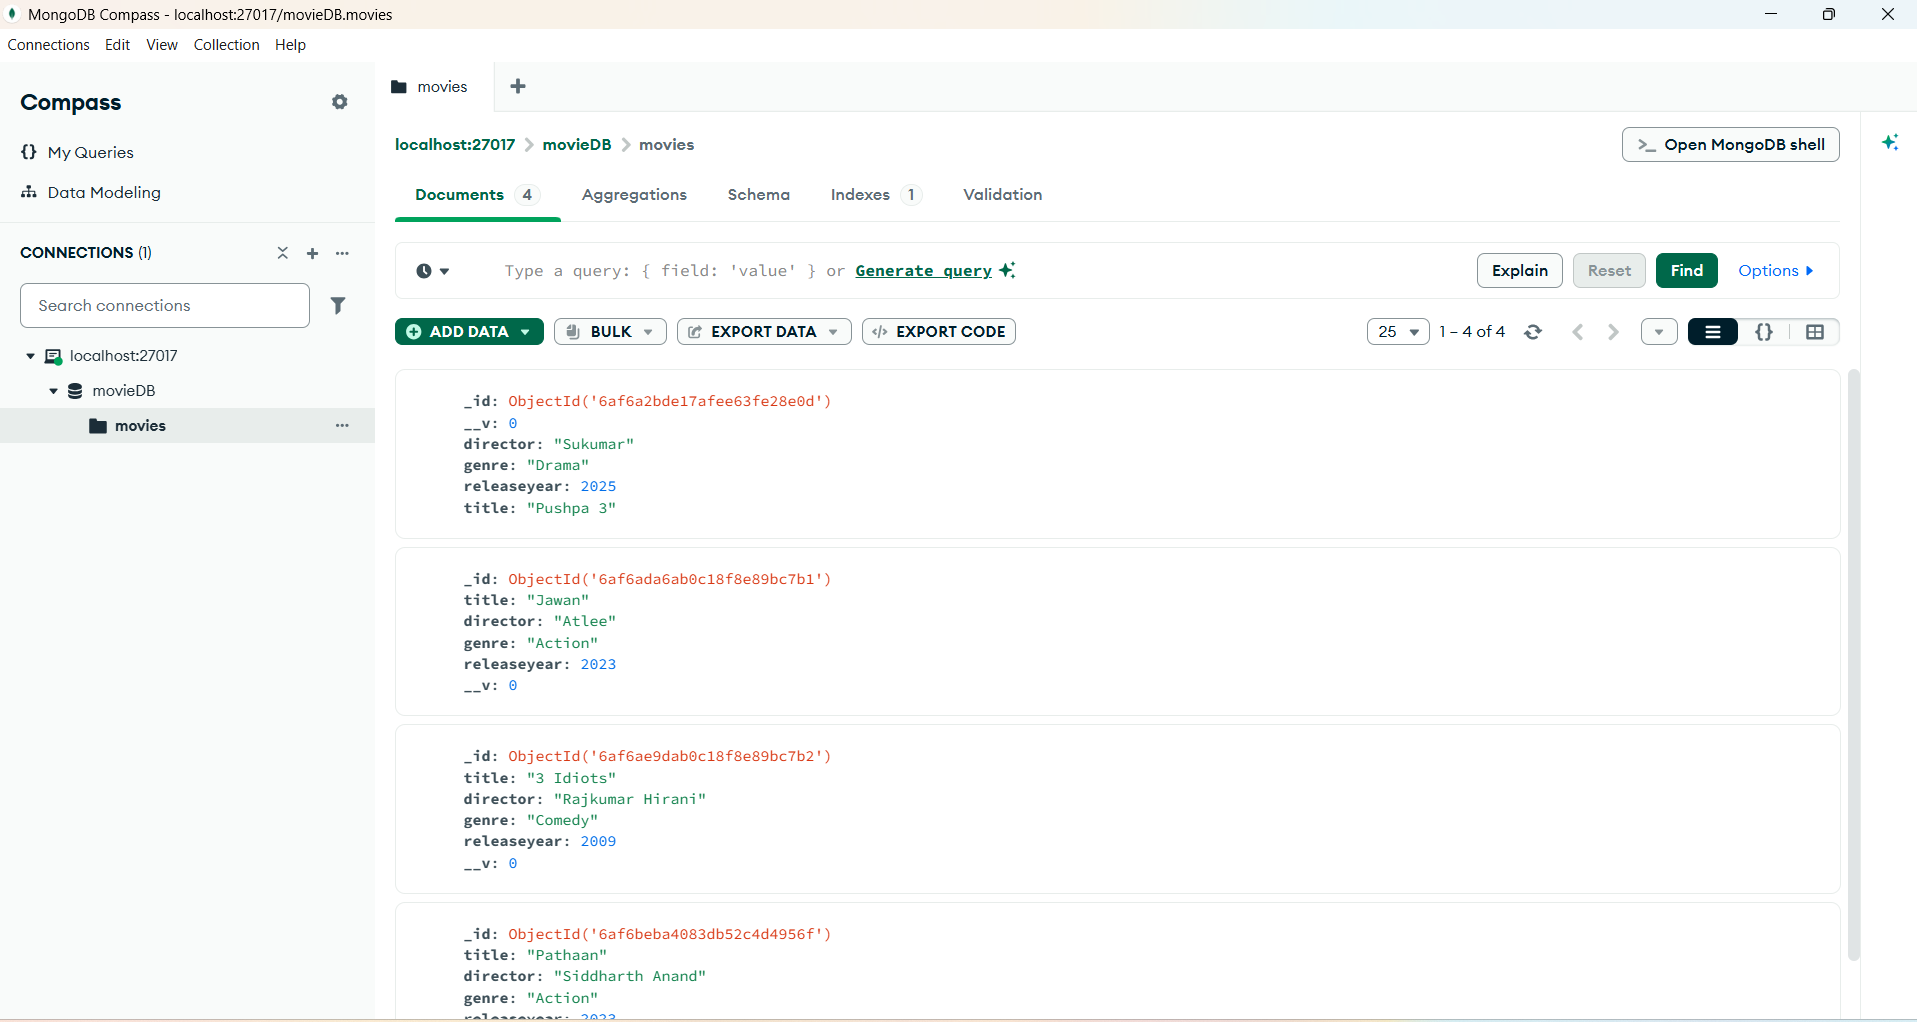 MongoDB Compass - localhost:27017/movieDB.movies
Connections Edit View Collection Help
Compass
{} My Queries
Data Modeling
CONNECTIONS (1)
Search connections
localhost:27017
movieDB
movies
movies
localhost:27017 > movieDB > movies
>_ Open MongoDB shell
Documents 4 Aggregations Schema Indexes 1 Validation
Type a query: { field: 'value' } or Generate query
Explain Reset Find Options
ADD DATA BULK EXPORT DATA </> EXPORT CODE
25 1 – 4 of 4 {}
_id: ObjectId('6af6a2bde17afee63fe28e0d')
__v: 0
director: "Sukumar"
genre: "Drama"
releaseyear: 2025
title: "Pushpa 3"
_id: ObjectId('6af6ada6ab0c18f8e89bc7b1')
title: "Jawan"
director: "Atlee"
genre: "Action"
releaseyear: 2023
__v: 0
_id: ObjectId('6af6ae9dab0c18f8e89bc7b2')
title: "3 Idiots"
director: "Rajkumar Hirani"
genre: "Comedy"
releaseyear: 2009
__v: 0
_id: ObjectId('6af6beba4083db52c4d4956f')
title: "Pathaan"
director: "Siddharth Anand"
genre: "Action"
releaseyear: 2023